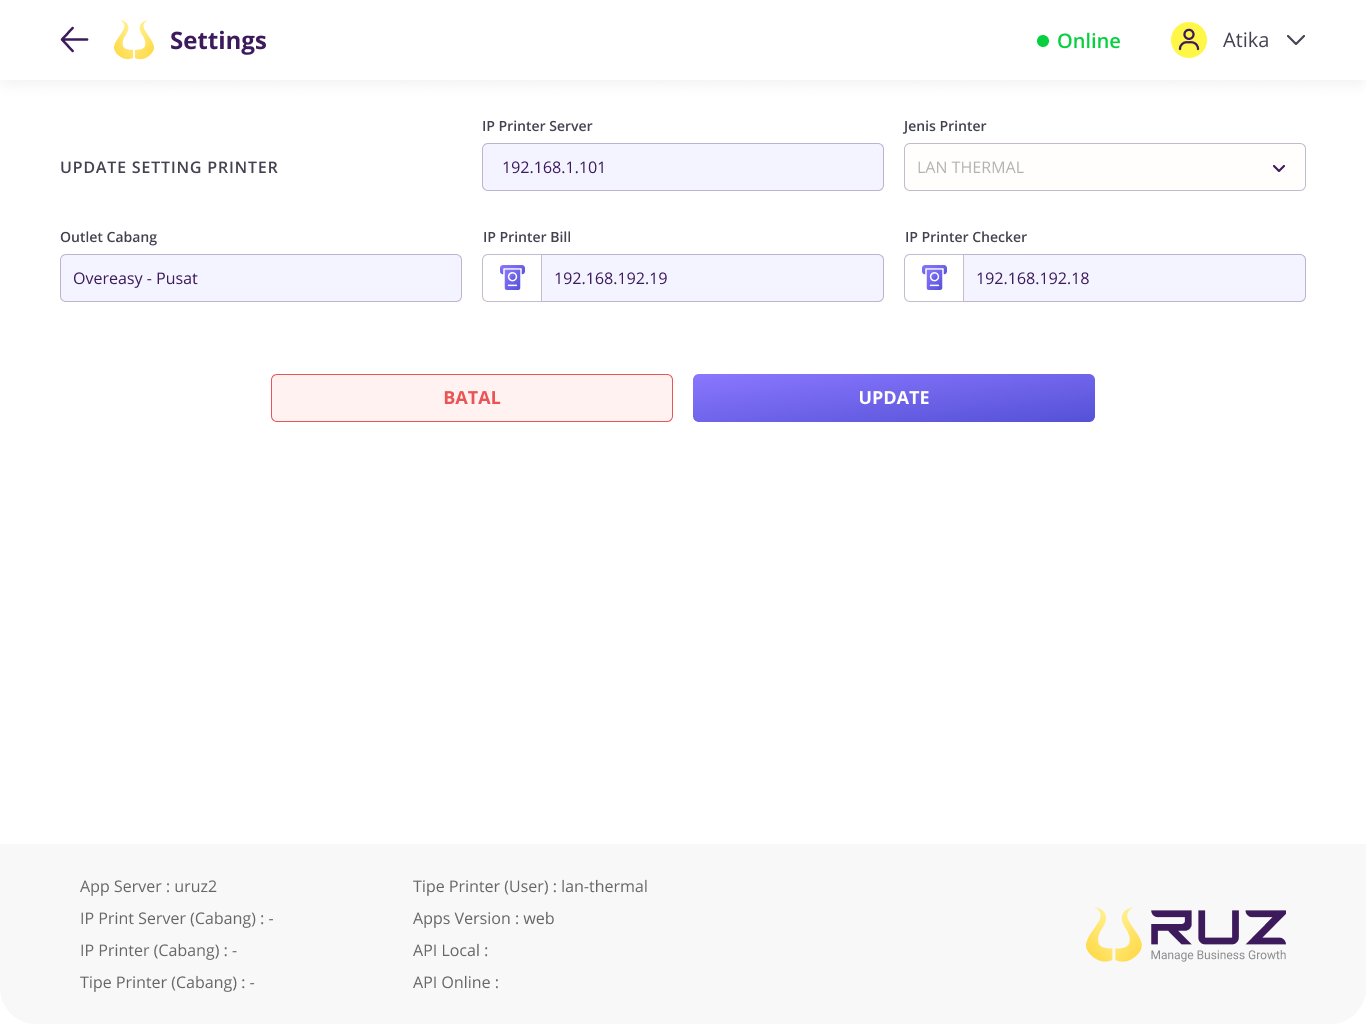 Settings
Online
Atika
UPDATE SETTING PRINTER
IP Printer Server
192.168.1.101
Jenis Printer
LAN THERMAL
Outlet Cabang
Overeasy - Pusat
IP Printer Bill
192.168.192.19
IP Printer Checker
192.168.192.18
BATAL
UPDATE
App Server : uruz2
IP Print Server (Cabang) : -
IP Printer (Cabang) : -
Tipe Printer (Cabang) : -
Tipe Printer (User) : lan-thermal
Apps Version : web
API Local :
API Online :
RUZ
Manage Business Growth